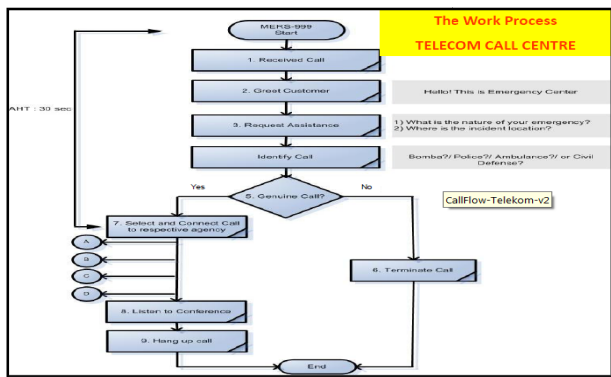 The Work Process
TELECOM CALL CENTRE
MERS-999
Start
1. Received Call
2. Greet Customer
Hello! This is Emergency Center
AHT : 30 sec
3. Request Assistance
1) What is the nature of your emergency?
2) Where is the incident location?
Identify Call
Bomba?/ Police?/ Ambulance?/ or Civil
Defense?
Yes
5. Genuine Call?
No
CallFlow-Telekom-v2
7. Select and Connect Call
to respective agency
A
B
C
D
6. Terminate Call
8. Listen to Conference
9. Hang up call
End